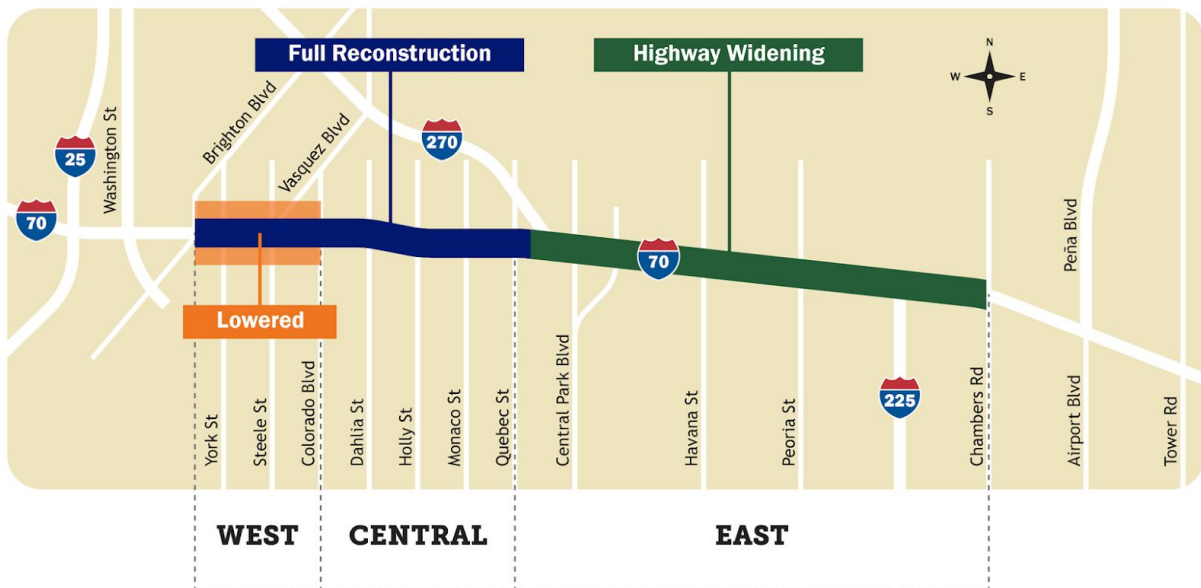 Full Reconstruction
Highway Widening
N
W
E
S
Brighton Blvd
Vasquez Blvd
Washington St
25
270
70
70
Peña Blvd
Lowered
225
York St
Steele St
Colorado Blvd
Dahlia St
Holly St
Monaco St
Quebec St
Central Park Blvd
Havana St
Peoria St
Chambers Rd
Airport Blvd
Tower Rd
WEST
CENTRAL
EAST